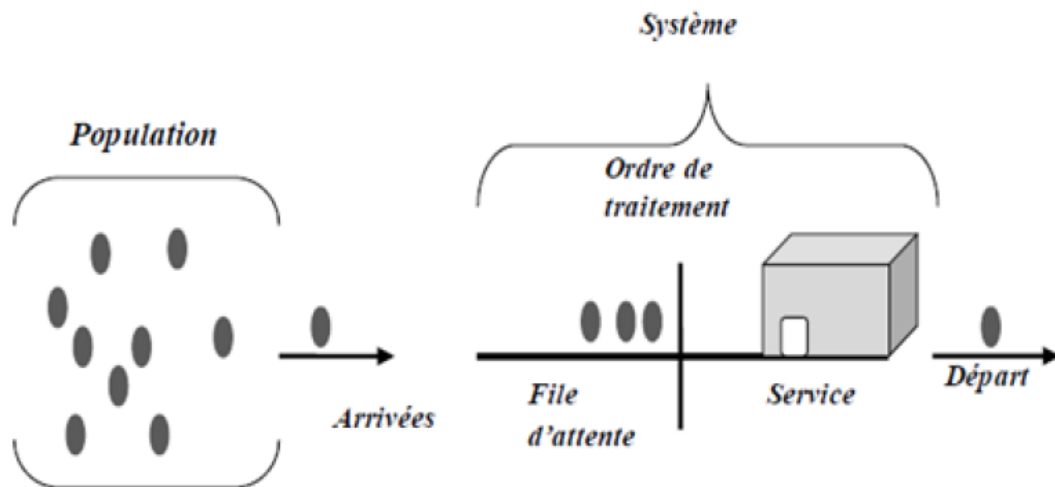 Système
Population
Ordre de
traitement
Arrivées
File
d'attente
Service
Départ